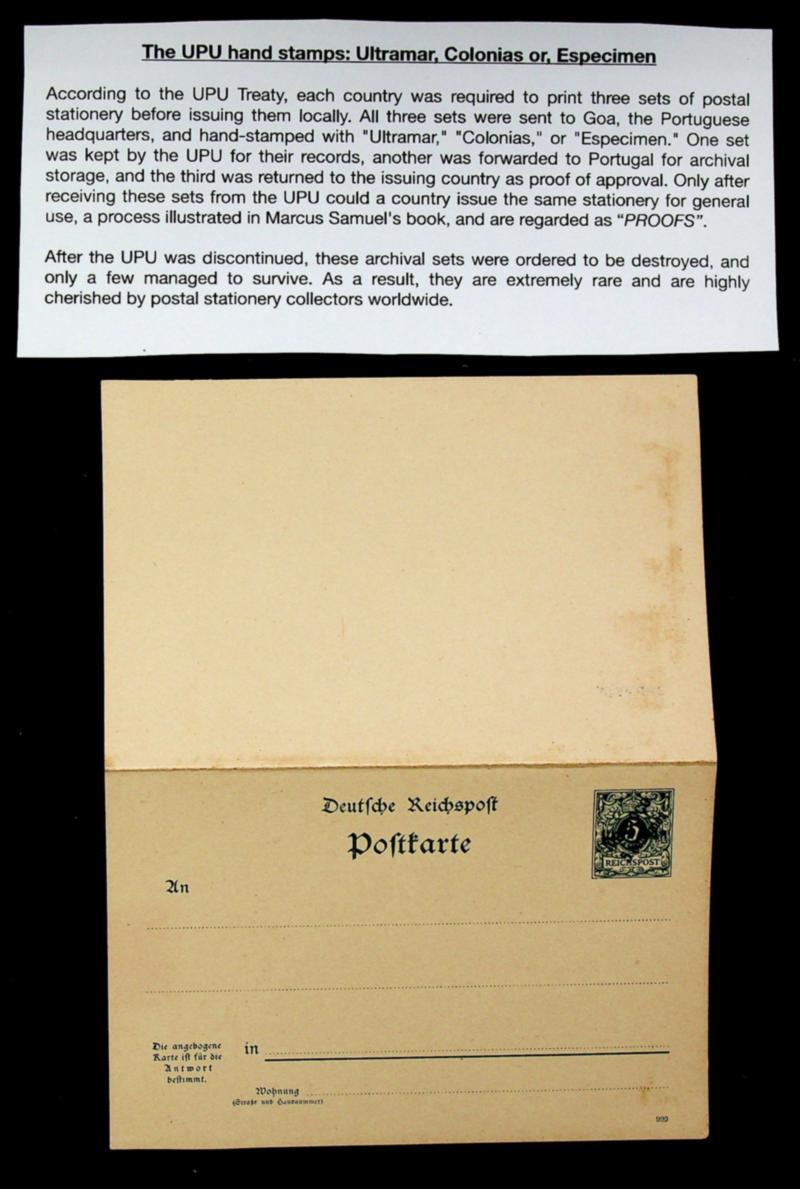 The UPU hand stamps: Ultramar, Colonias or, Especimen
According to the UPU Treaty, each country was required to print three sets of postal
stationery before issuing them locally. All three sets were sent to Goa, the Portuguese
headquarters, and hand-stamped with "Ultramar," "Colonias," or "Especimen." One set
was kept by the UPU for their records, another was forwarded to Portugal for archival
storage, and the third was returned to the issuing country as proof of approval. Only after
receiving these sets from the UPU could a country issue the same stationery for general
use, a process illustrated in Marcus Samuel's book, and are regarded as “PROOFS”.
After the UPU was discontinued, these archival sets were ordered to be destroyed, and
only a few managed to survive. As a result, they are extremely rare and are highly
cherished by postal stationery collectors worldwide.
Deutſche Reichspoſt
Poſtkarte
5
REICHSPOST
An
Die angebogene
Karte iſt für die
Antwort
beſtimmt.
in
Wohnung
(Straße und Hausnummer)